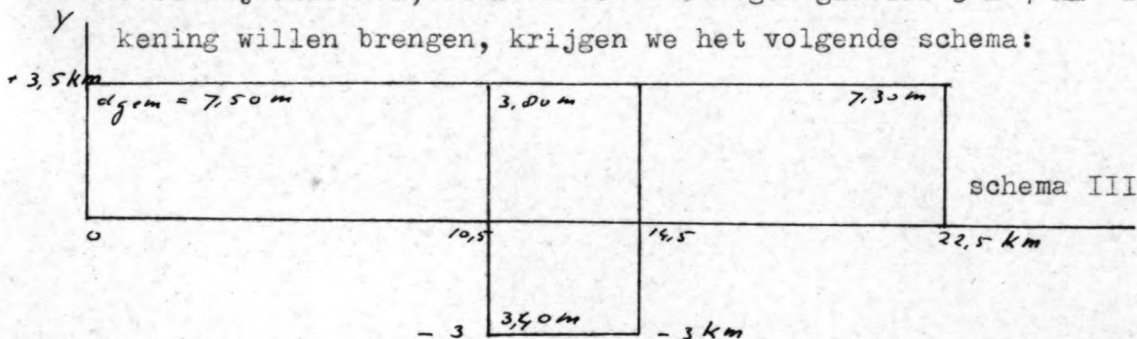 kening willen brengen, krijgen we het volgende schema:
Y
+ 3,5 km
dgem = 7,50 m 3,80 m 7,30 m
schema III
0 10,5 14,5 22,5 km
- 3 3,40 m - 3 km